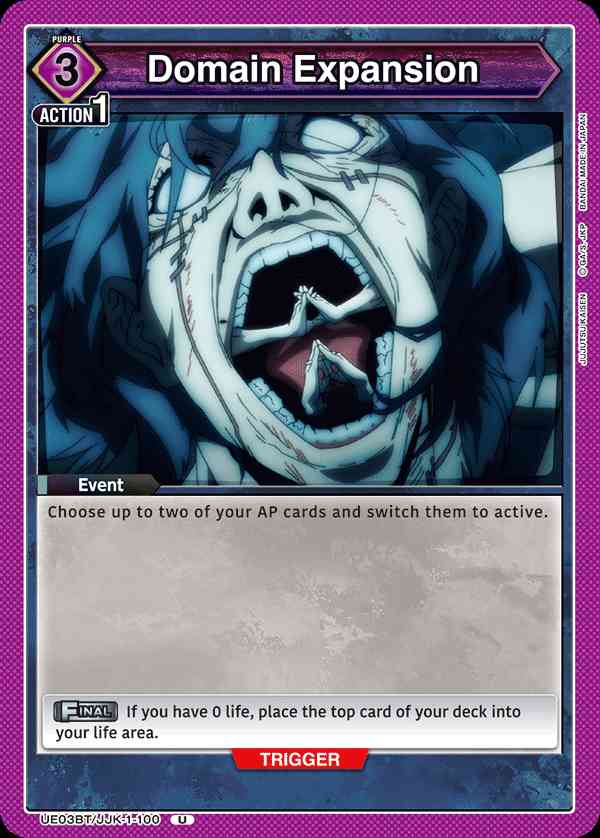 PURPLE
3
Domain Expansion
ACTION 1
BANDAI MADE IN JAPAN
© GA/S, JKP
JUJUTSU KAISEN
Event
Choose up to two of your AP cards and switch them to active.
FINAL If you have 0 life, place the top card of your deck into
your life area.
TRIGGER
UE03BT/JJK-1-100 U